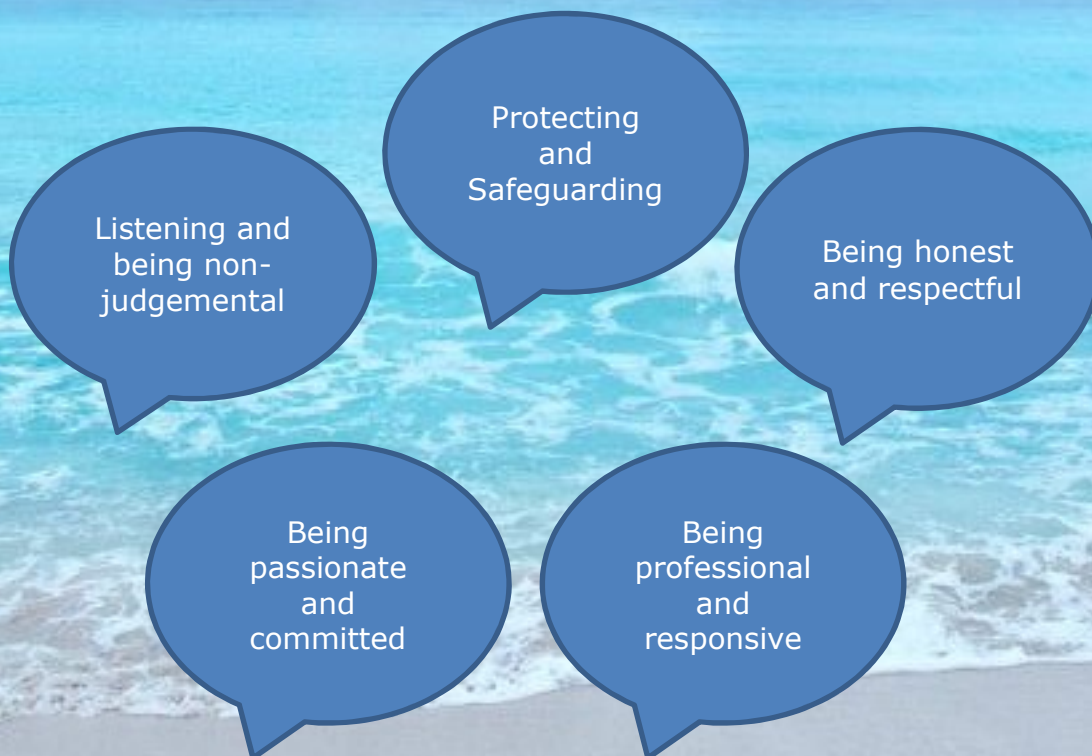 Protecting
and
Safeguarding
Listening and
being non-
judgemental
Being honest
and respectful
Being
passionate
and
committed
Being
professional
and
responsive